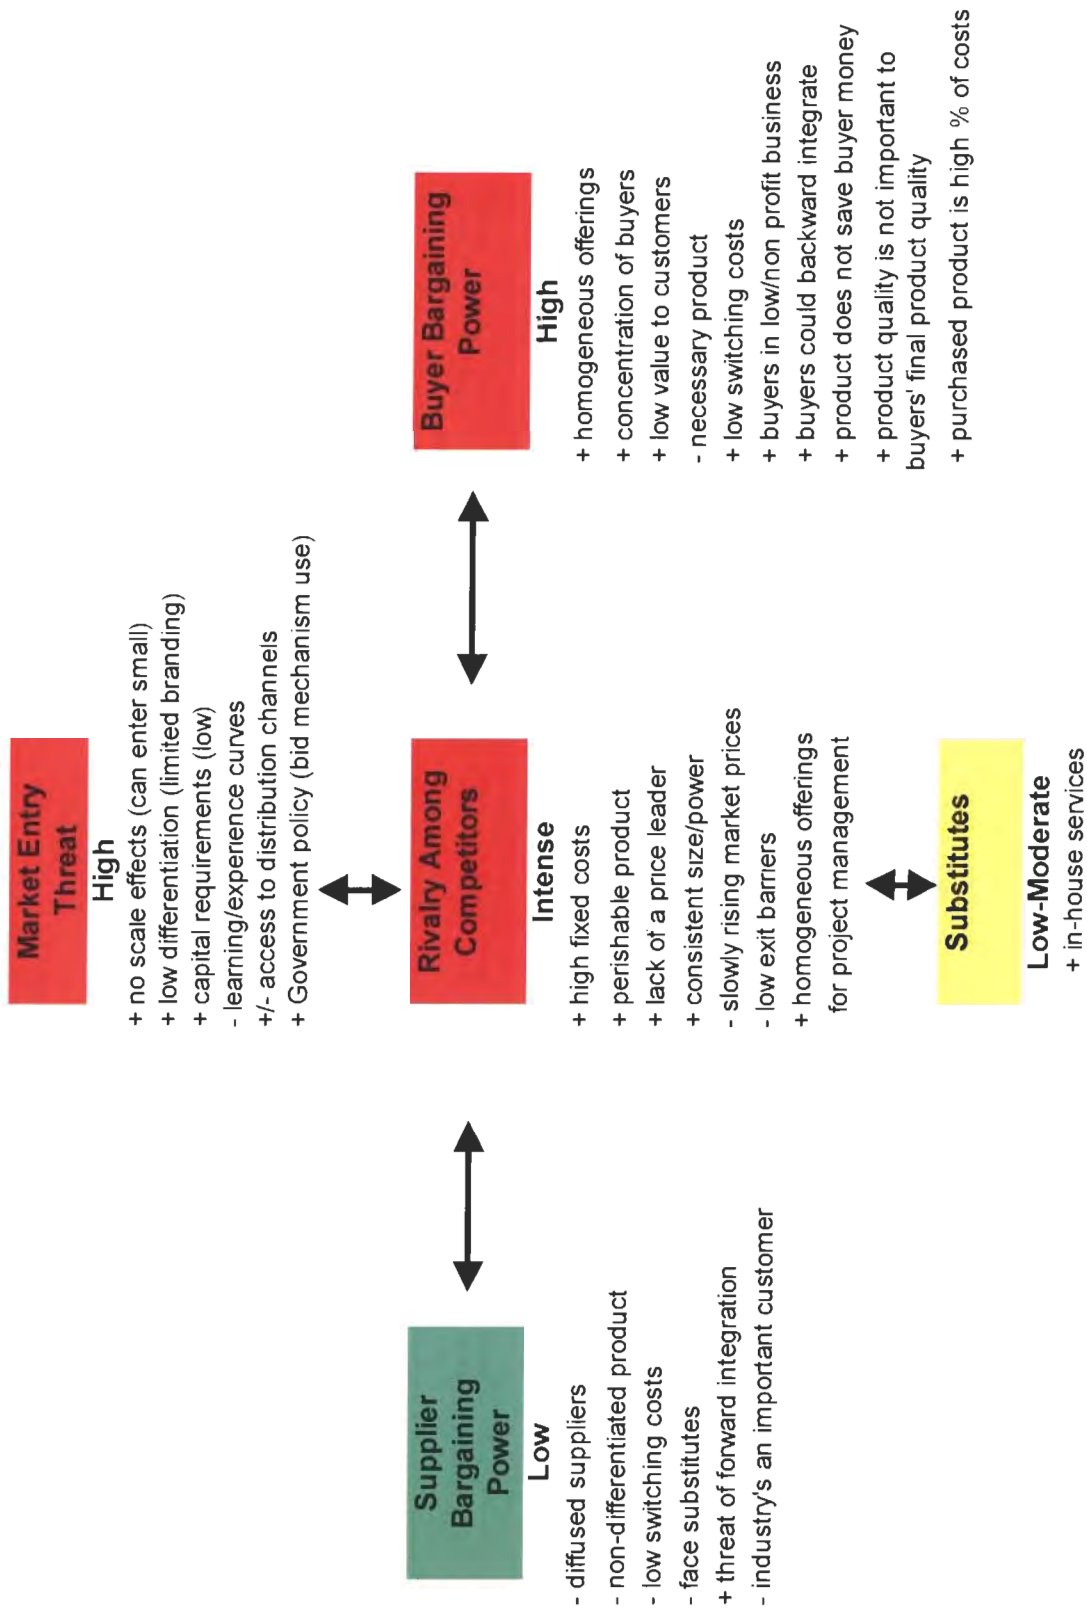 Market Entry
Threat
High
+ no scale effects (can enter small)
+ low differentiation (limited branding)
+ capital requirements (low)
- learning/experience curves
+/- access to distribution channels
+ Government policy (bid mechanism use)
Supplier
Bargaining
Power
Low
- diffused suppliers
- non-differentiated product
- low switching costs
- face substitutes
+ threat of forward integration
- industry's an important customer
Rivalry Among
Competitors
Intense
+ high fixed costs
+ perishable product
+ lack of a price leader
+ consistent size/power
- slowly rising market prices
- low exit barriers
+ homogeneous offerings
for project management
Buyer Bargaining
Power
High
+ homogeneous offerings
+ concentration of buyers
+ low value to customers
- necessary product
+ low switching costs
+ buyers in low/non profit business
+ buyers could backward integrate
+ product does not save buyer money
+ product quality is not important to
buyers' final product quality
+ purchased product is high % of costs
Substitutes
Low-Moderate
+ in-house services